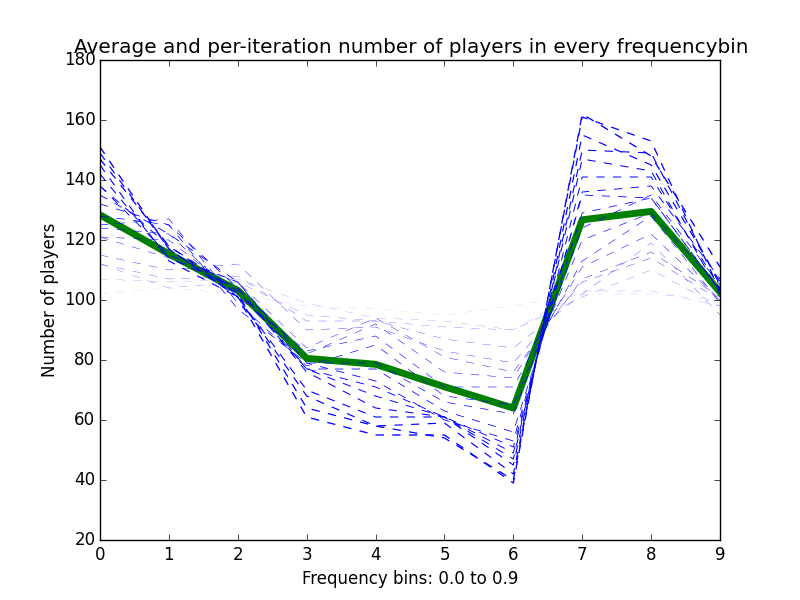 Average and per-iteration number of players in every frequencybin
180
160
140
120
100
80
60
40
20
Number of players
0 1 2 3 4 5 6 7 8 9
Frequency bins: 0.0 to 0.9